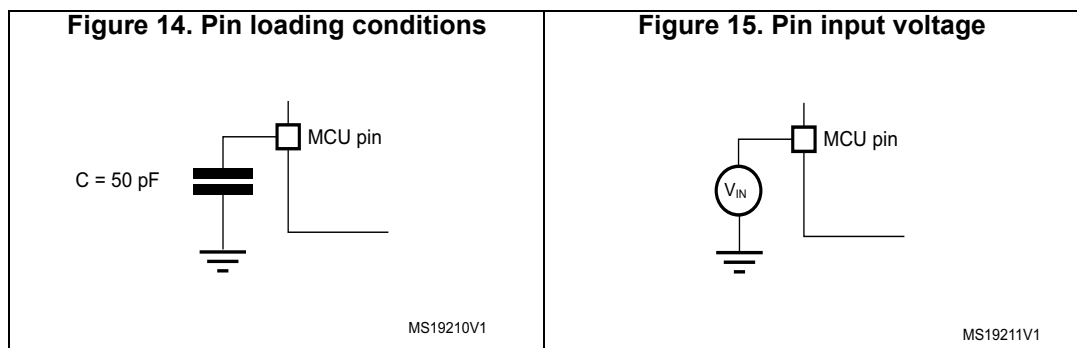 Figure 14. Pin loading conditions
MCU pin
C = 50 pF
MS19210V1
Figure 15. Pin input voltage
MCU pin
VIN
MS19211V1